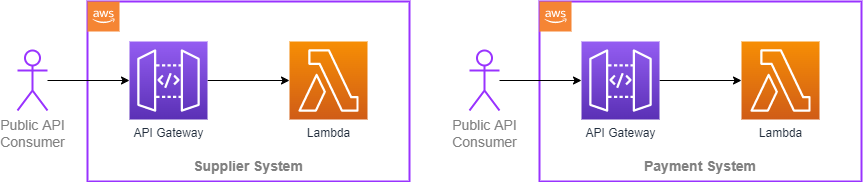 aws
Public API
Consumer
API Gateway
Lambda
Supplier System
aws
Public API
Consumer
API Gateway
Lambda
Payment System